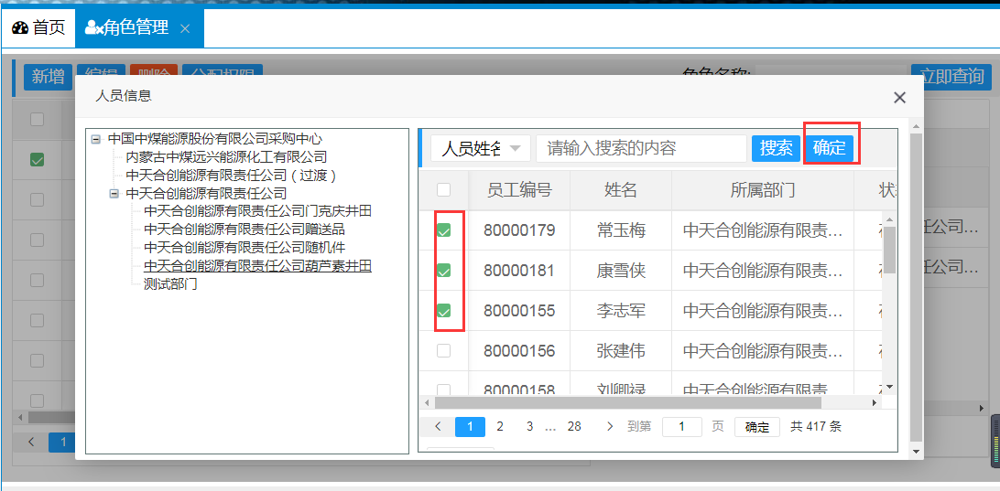 首页 角色管理
新增 编辑 删除 分配权限 角色名称: 立即查询
人员信息
中国中煤能源股份有限公司采购中心
内蒙古中煤远兴能源化工有限公司
中天合创能源有限责任公司（过渡）
中天合创能源有限责任公司
中天合创能源有限责任公司门克庆井田
中天合创能源有限责任公司赠送品
中天合创能源有限责任公司随机件
中天合创能源有限责任公司葫芦素井田
测试部门
人员姓名 请输入搜索的内容 搜索 确定
员工编号 姓名 所属部门 状
80000179 常玉梅 中天合创能源有限责…
80000181 康雪侠 中天合创能源有限责…
80000155 李志军 中天合创能源有限责…
80000156 张建伟 中天合创能源有限责…
80000158 刘卿禄 中天合创能源有限责…
1 2 3 … 28 到第 1 页 确定 共 417 条
任公司…
任公司…
1